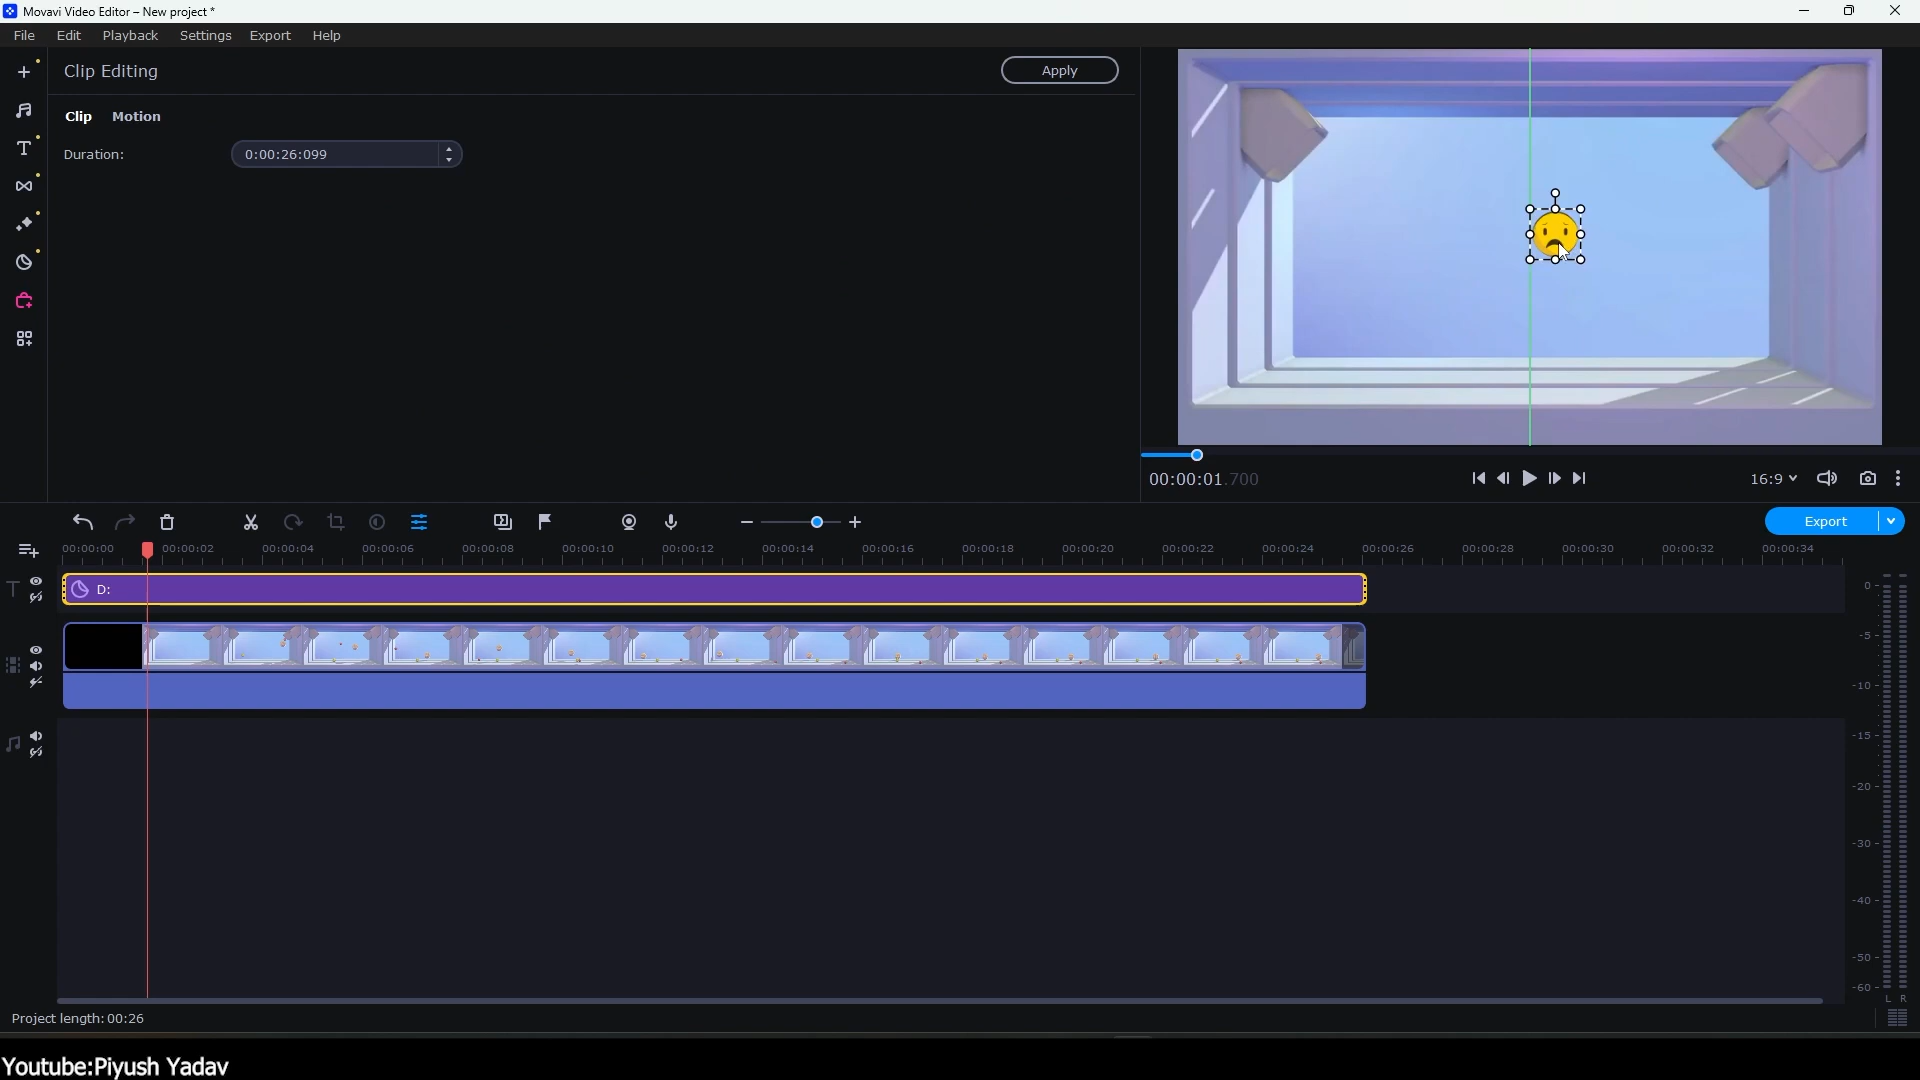 Movavi Video Editor – New project *
File Edit Playback Settings Export Help
Clip Editing
Apply
Clip Motion
Duration: 0:00:26:099
00:00:01.700
16:9
Export
00:00:00 00:00:02 00:00:04 00:00:06 00:00:08 00:00:10 00:00:12 00:00:14 00:00:16 00:00:18 00:00:20 00:00:22 00:00:24 00:00:26 00:00:28 00:00:30 00:00:32 00:00:34
D:
0
-5
-10
-15
-20
-30
-40
-50
-60
L R
Project length: 00:26
Youtube:Piyush Yadav